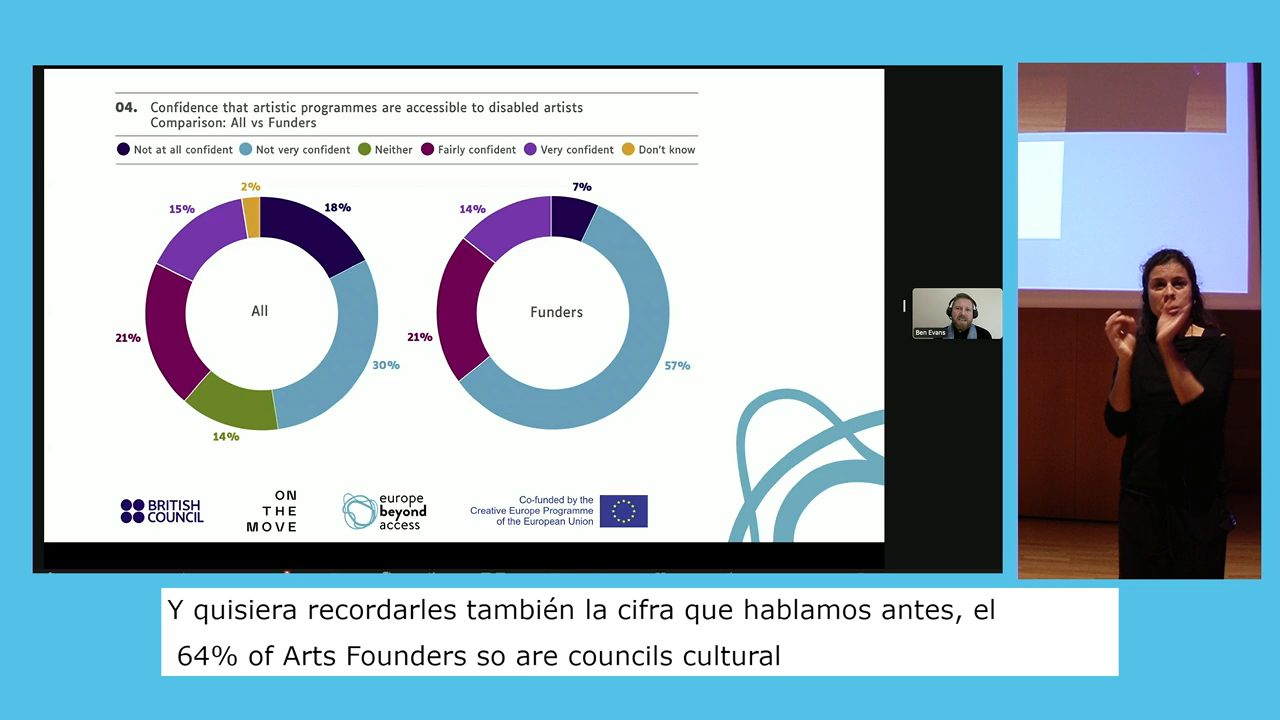 04. Confidence that artistic programmes are accessible to disabled artists
Comparison: All vs Funders
Not at all confident Not very confident Neither Fairly confident Very confident Don't know
2%
18%
15%
21%
30%
14%
All
7%
14%
21%
57%
Funders
BRITISH
COUNCIL
ON
THE
MOVE
europe
beyond
access
Co-funded by the
Creative Europe Programme
of the European Union
Ben Evans
Y quisiera recordarles también la cifra que hablamos antes, el
64% of Arts Founders so are councils cultural